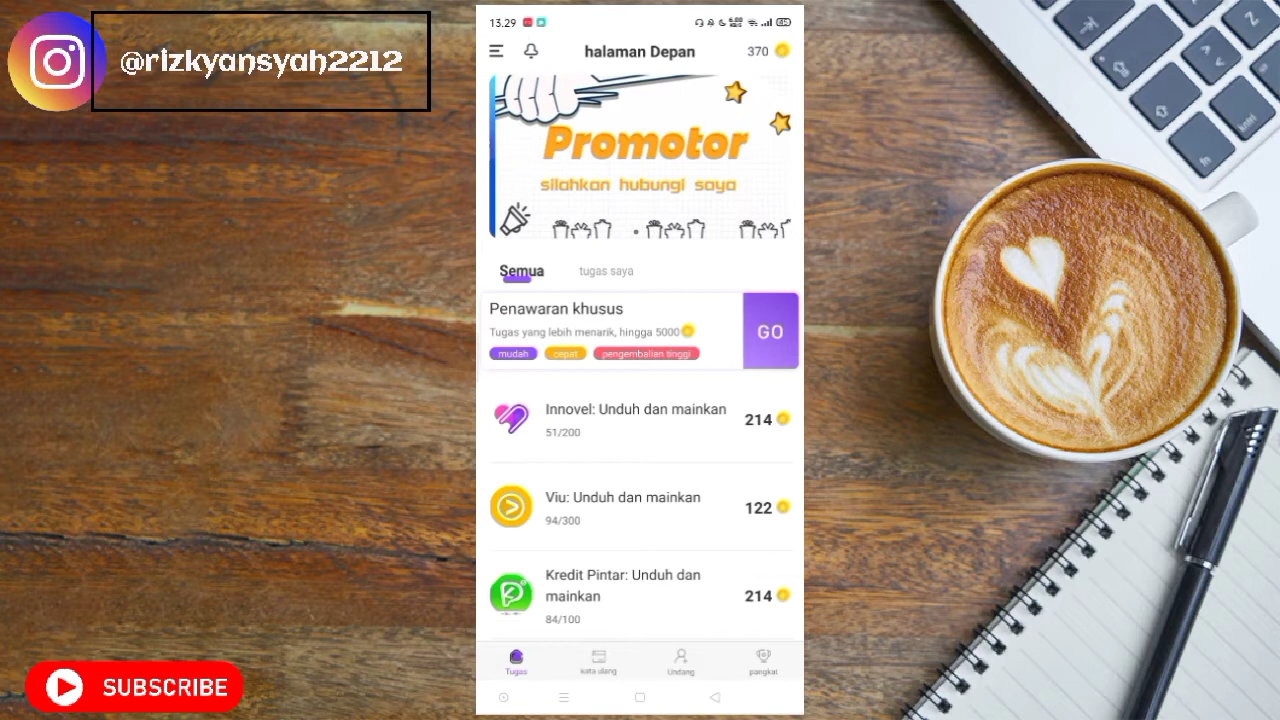 @rizkyansyah2212
13.29
halaman Depan
370
Promotor
silahkan hubungi saya
Semua
tugas saya
Penawaran khusus
Tugas yang lebih menarik, hingga 5000
mudah
cepat
pengembalian tinggi
GO
Innovel: Unduh dan mainkan
214
51/200
Viu: Unduh dan mainkan
122
94/300
Kredit Pintar: Unduh dan
mainkan
214
84/100
Tugas
kata ulang
Undang
pangkat
SUBSCRIBE